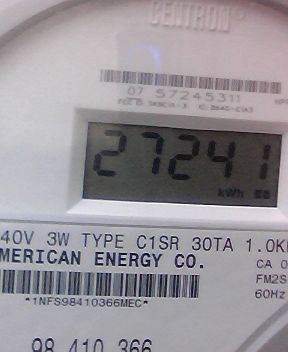 CENTRON
07 57245311
27241
kWh
40V 3W TYPE C1SR 30TA 1.0K
MERICAN ENERGY CO.
CA 0
FM2S
60Hz
*1NFS98410366MEC*
98 410 366